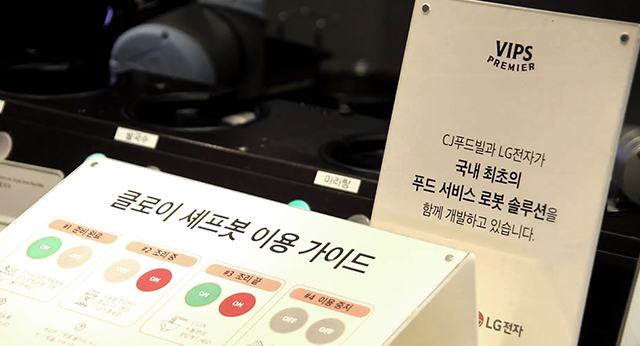 VIPS
PREMIER
CJ푸드빌과 LG전자가
국내 최초의
푸드 서비스 로봇 솔루션을
함께 개발하고 있습니다.
LG전자
쌀국수
마라탕
클로이 셰프봇 이용 가이드
#1 준비 완료
ON
#2 조리 중
ON
#3 조리 끝
ON
ON
#4 이용 중지
OFF
OFF